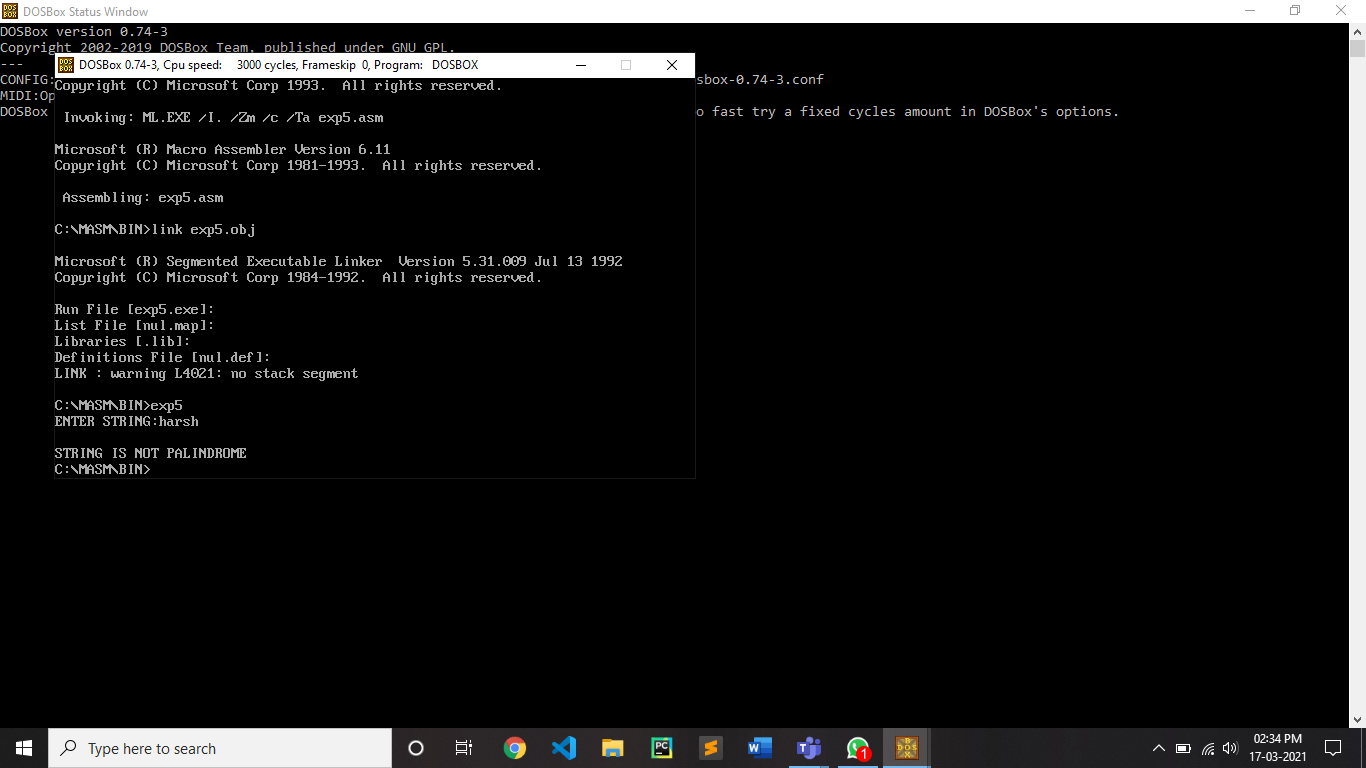 DOSBox Status Window
DOSBox version 0.74-3
Copyright 2002-2019 DOSBox Team, published under GNU GPL.
---
CONFIG: sbox-0.74-3.conf
MIDI:Op
DOSBox o fast try a fixed cycles amount in DOSBox's options.
DOSBox 0.74-3, Cpu speed: 3000 cycles, Frameskip 0, Program: DOSBOX
Copyright (C) Microsoft Corp 1993. All rights reserved.
Invoking: ML.EXE /I. /Zm /c /Ta exp5.asm
Microsoft (R) Macro Assembler Version 6.11
Copyright (C) Microsoft Corp 1981-1993. All rights reserved.
Assembling: exp5.asm
C:\MASM\BIN>link exp5.obj
Microsoft (R) Segmented Executable Linker Version 5.31.009 Jul 13 1992
Copyright (C) Microsoft Corp 1984-1992. All rights reserved.
Run File [exp5.exe]:
List File [nul.map]:
Libraries [.lib]:
Definitions File [nul.def]:
LINK : warning L4021: no stack segment
C:\MASM\BIN>exp5
ENTER STRING:harsh
STRING IS NOT PALINDROME
C:\MASM\BIN>
Type here to search
PC
W
T
1
02:34 PM
17-03-2021